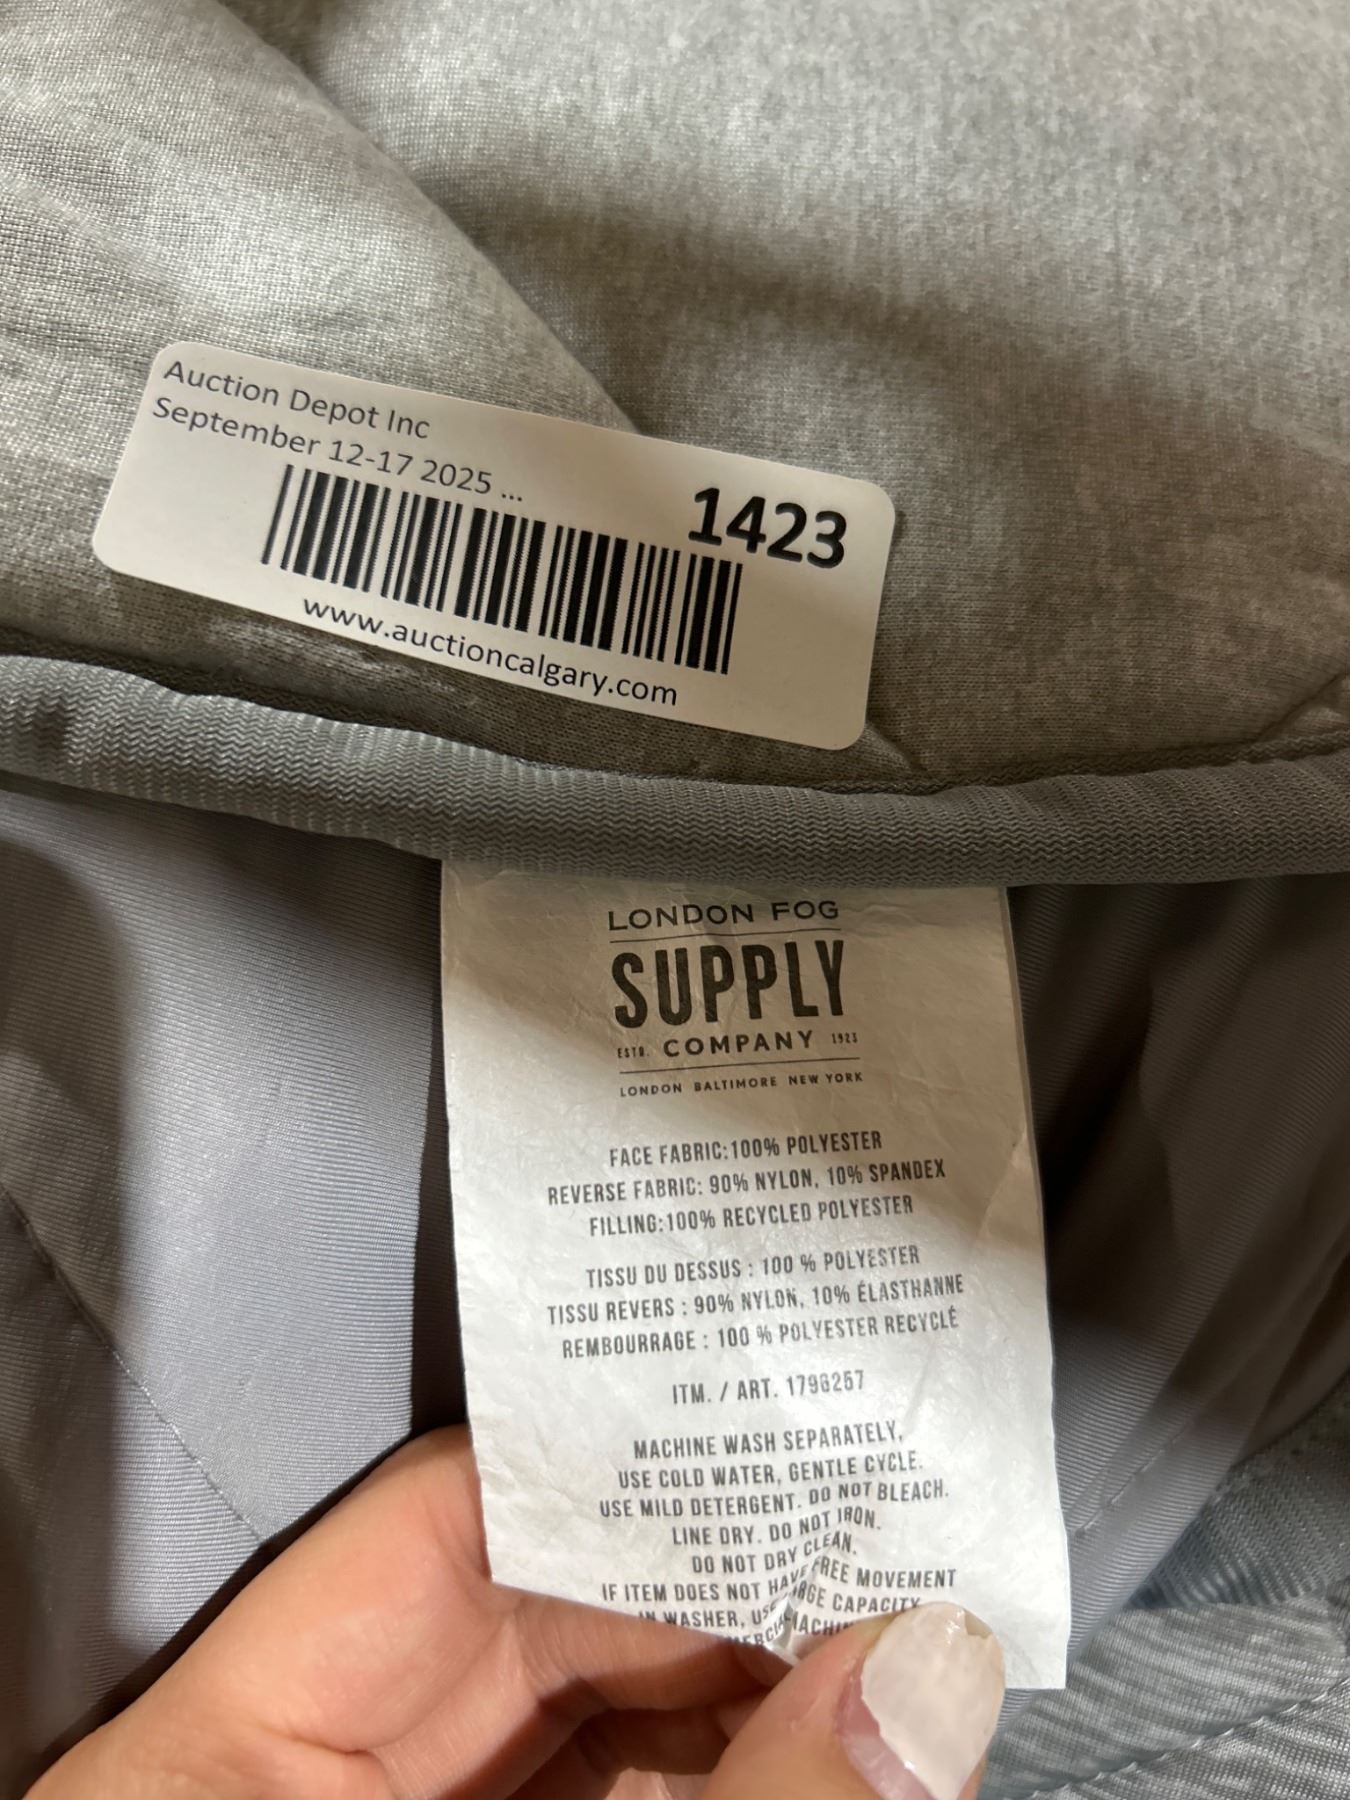 Auction Depot Inc
September 12-17 2025 ...
1423
www.auctioncalgary.com
LONDON FOG
SUPPLY
ESTD. COMPANY 1923
LONDON BALTIMORE NEW YORK
FACE FABRIC:100% POLYESTER
REVERSE FABRIC: 90% NYLON, 10% SPANDEX
FILLING:100% RECYCLED POLYESTER
TISSU DU DESSUS : 100 % POLYESTER
TISSU REVERS : 90% NYLON, 10% ÉLASTHANNE
REMBOURRAGE : 100 % POLYESTER RECYCLÉ
ITM. / ART. 1798257
MACHINE WASH SEPARATELY,
USE COLD WATER, GENTLE CYCLE.
USE MILD DETERGENT. DO NOT BLEACH.
LINE DRY. DO NOT IRON.
DO NOT DRY CLEAN.
IF ITEM DOES NOT HAVE FREE MOVEMENT
IN WASHER, USE CAPACITY